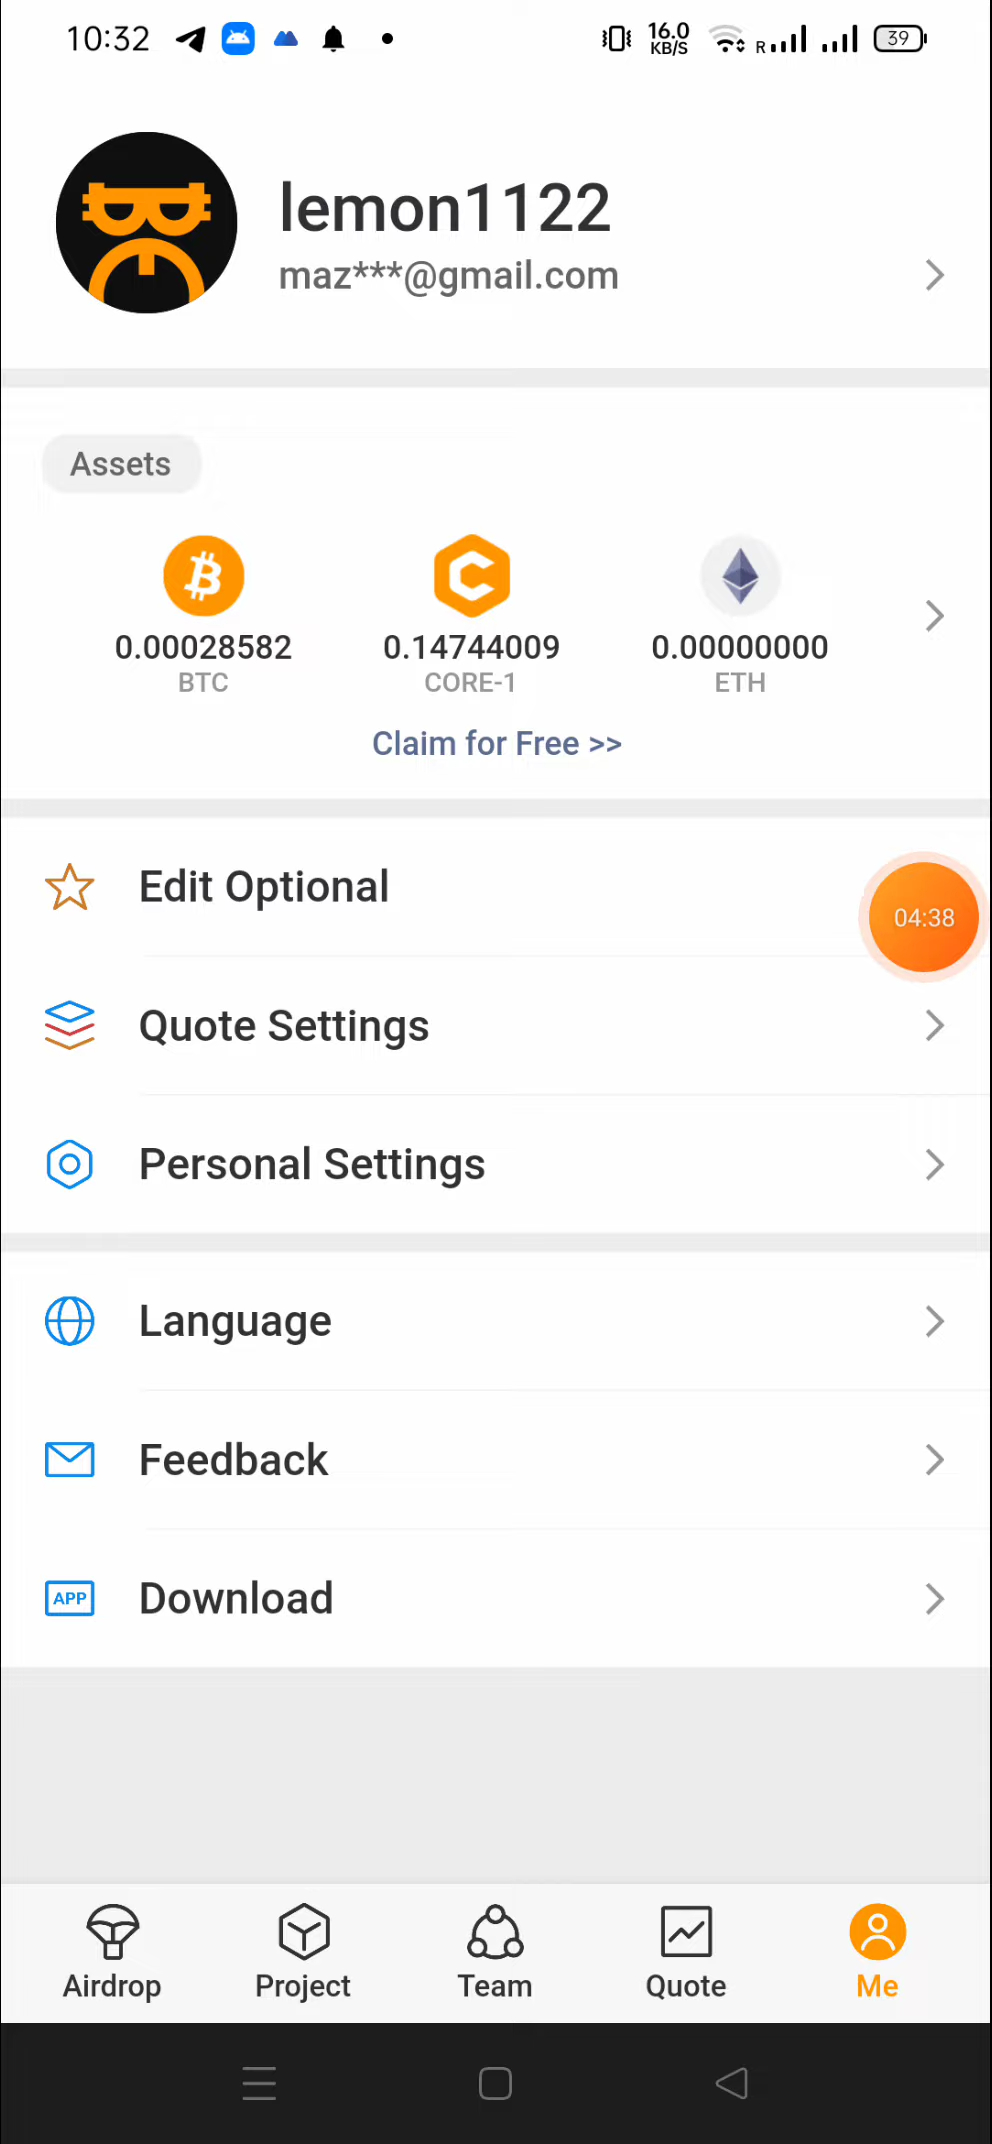 10:32 16.0 KB/S R 39
lemon1122
maz***@gmail.com
Assets
0.00028582 0.14744009 0.00000000
BTC CORE-1 ETH
Claim for Free >>
Edit Optional
04:38
Quote Settings
Personal Settings
Language
Feedback
APP Download
Airdrop Project Team Quote Me